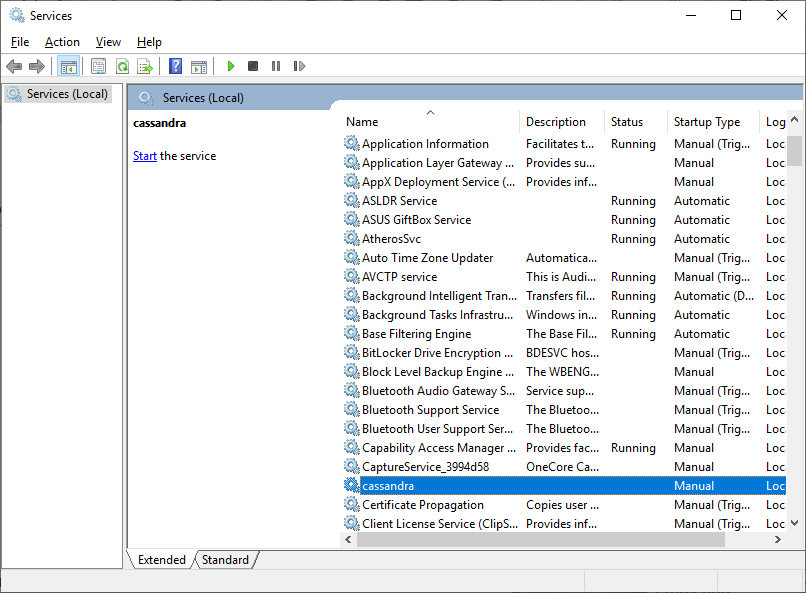 Services
File Action View Help
Services (Local)
Services (Local)
cassandra
Start the service
Name Description Status Startup Type Log
Application Information Facilitates t... Running Manual (Trig... Loc
Application Layer Gateway ... Provides su... Manual Loc
AppX Deployment Service (... Provides inf... Manual Loc
ASLDR Service Running Automatic Loc
ASUS GiftBox Service Running Automatic Loc
AtherosSvc Running Automatic Loc
Auto Time Zone Updater Automatica... Manual (Trig... Loc
AVCTP service This is Audi... Running Manual (Trig... Loc
Background Intelligent Tran... Transfers fil... Running Automatic (D... Loc
Background Tasks Infrastru... Windows in... Running Automatic Loc
Base Filtering Engine The Base Fil... Running Automatic Loc
BitLocker Drive Encryption ... BDESVC hos... Manual (Trig... Loc
Block Level Backup Engine ... The WBENG... Manual Loc
Bluetooth Audio Gateway S... Service sup... Manual (Trig... Loc
Bluetooth Support Service The Bluetoo... Manual (Trig... Loc
Bluetooth User Support Ser... The Bluetoo... Manual (Trig... Loc
Capability Access Manager ... Provides fac... Running Manual Loc
CaptureService_3994d58 OneCore Ca... Manual Loc
cassandra Manual Loc
Certificate Propagation Copies user ... Manual (Trig... Loc
Client License Service (ClipS... Provides inf... Manual (Trig... Loc
Extended Standard